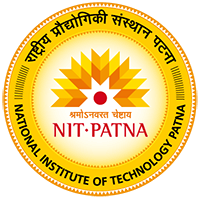 राष्ट्रीय प्रौद्योगिकी संस्थान पटना
श्रमोऽनवरत चेष्टाय
NIT·PATNA
NATIONAL INSTITUTE OF TECHNOLOGY PATNA